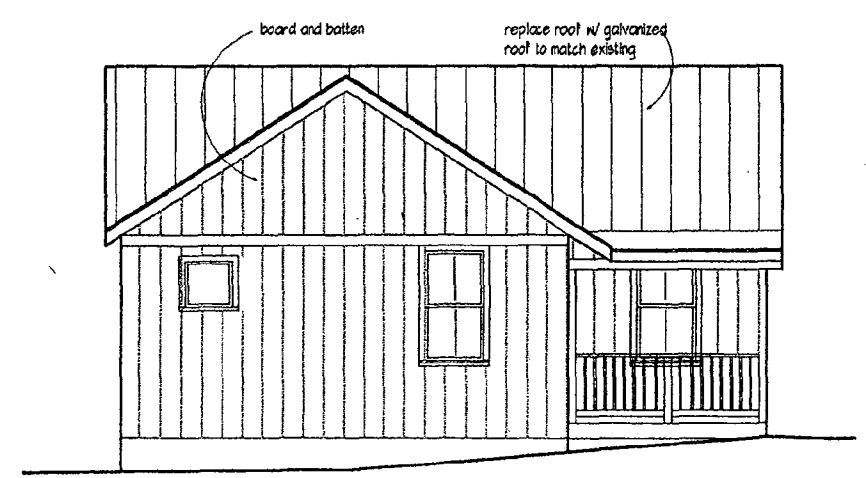 board and batten
replace roof w/ galvanized
roof to match existing